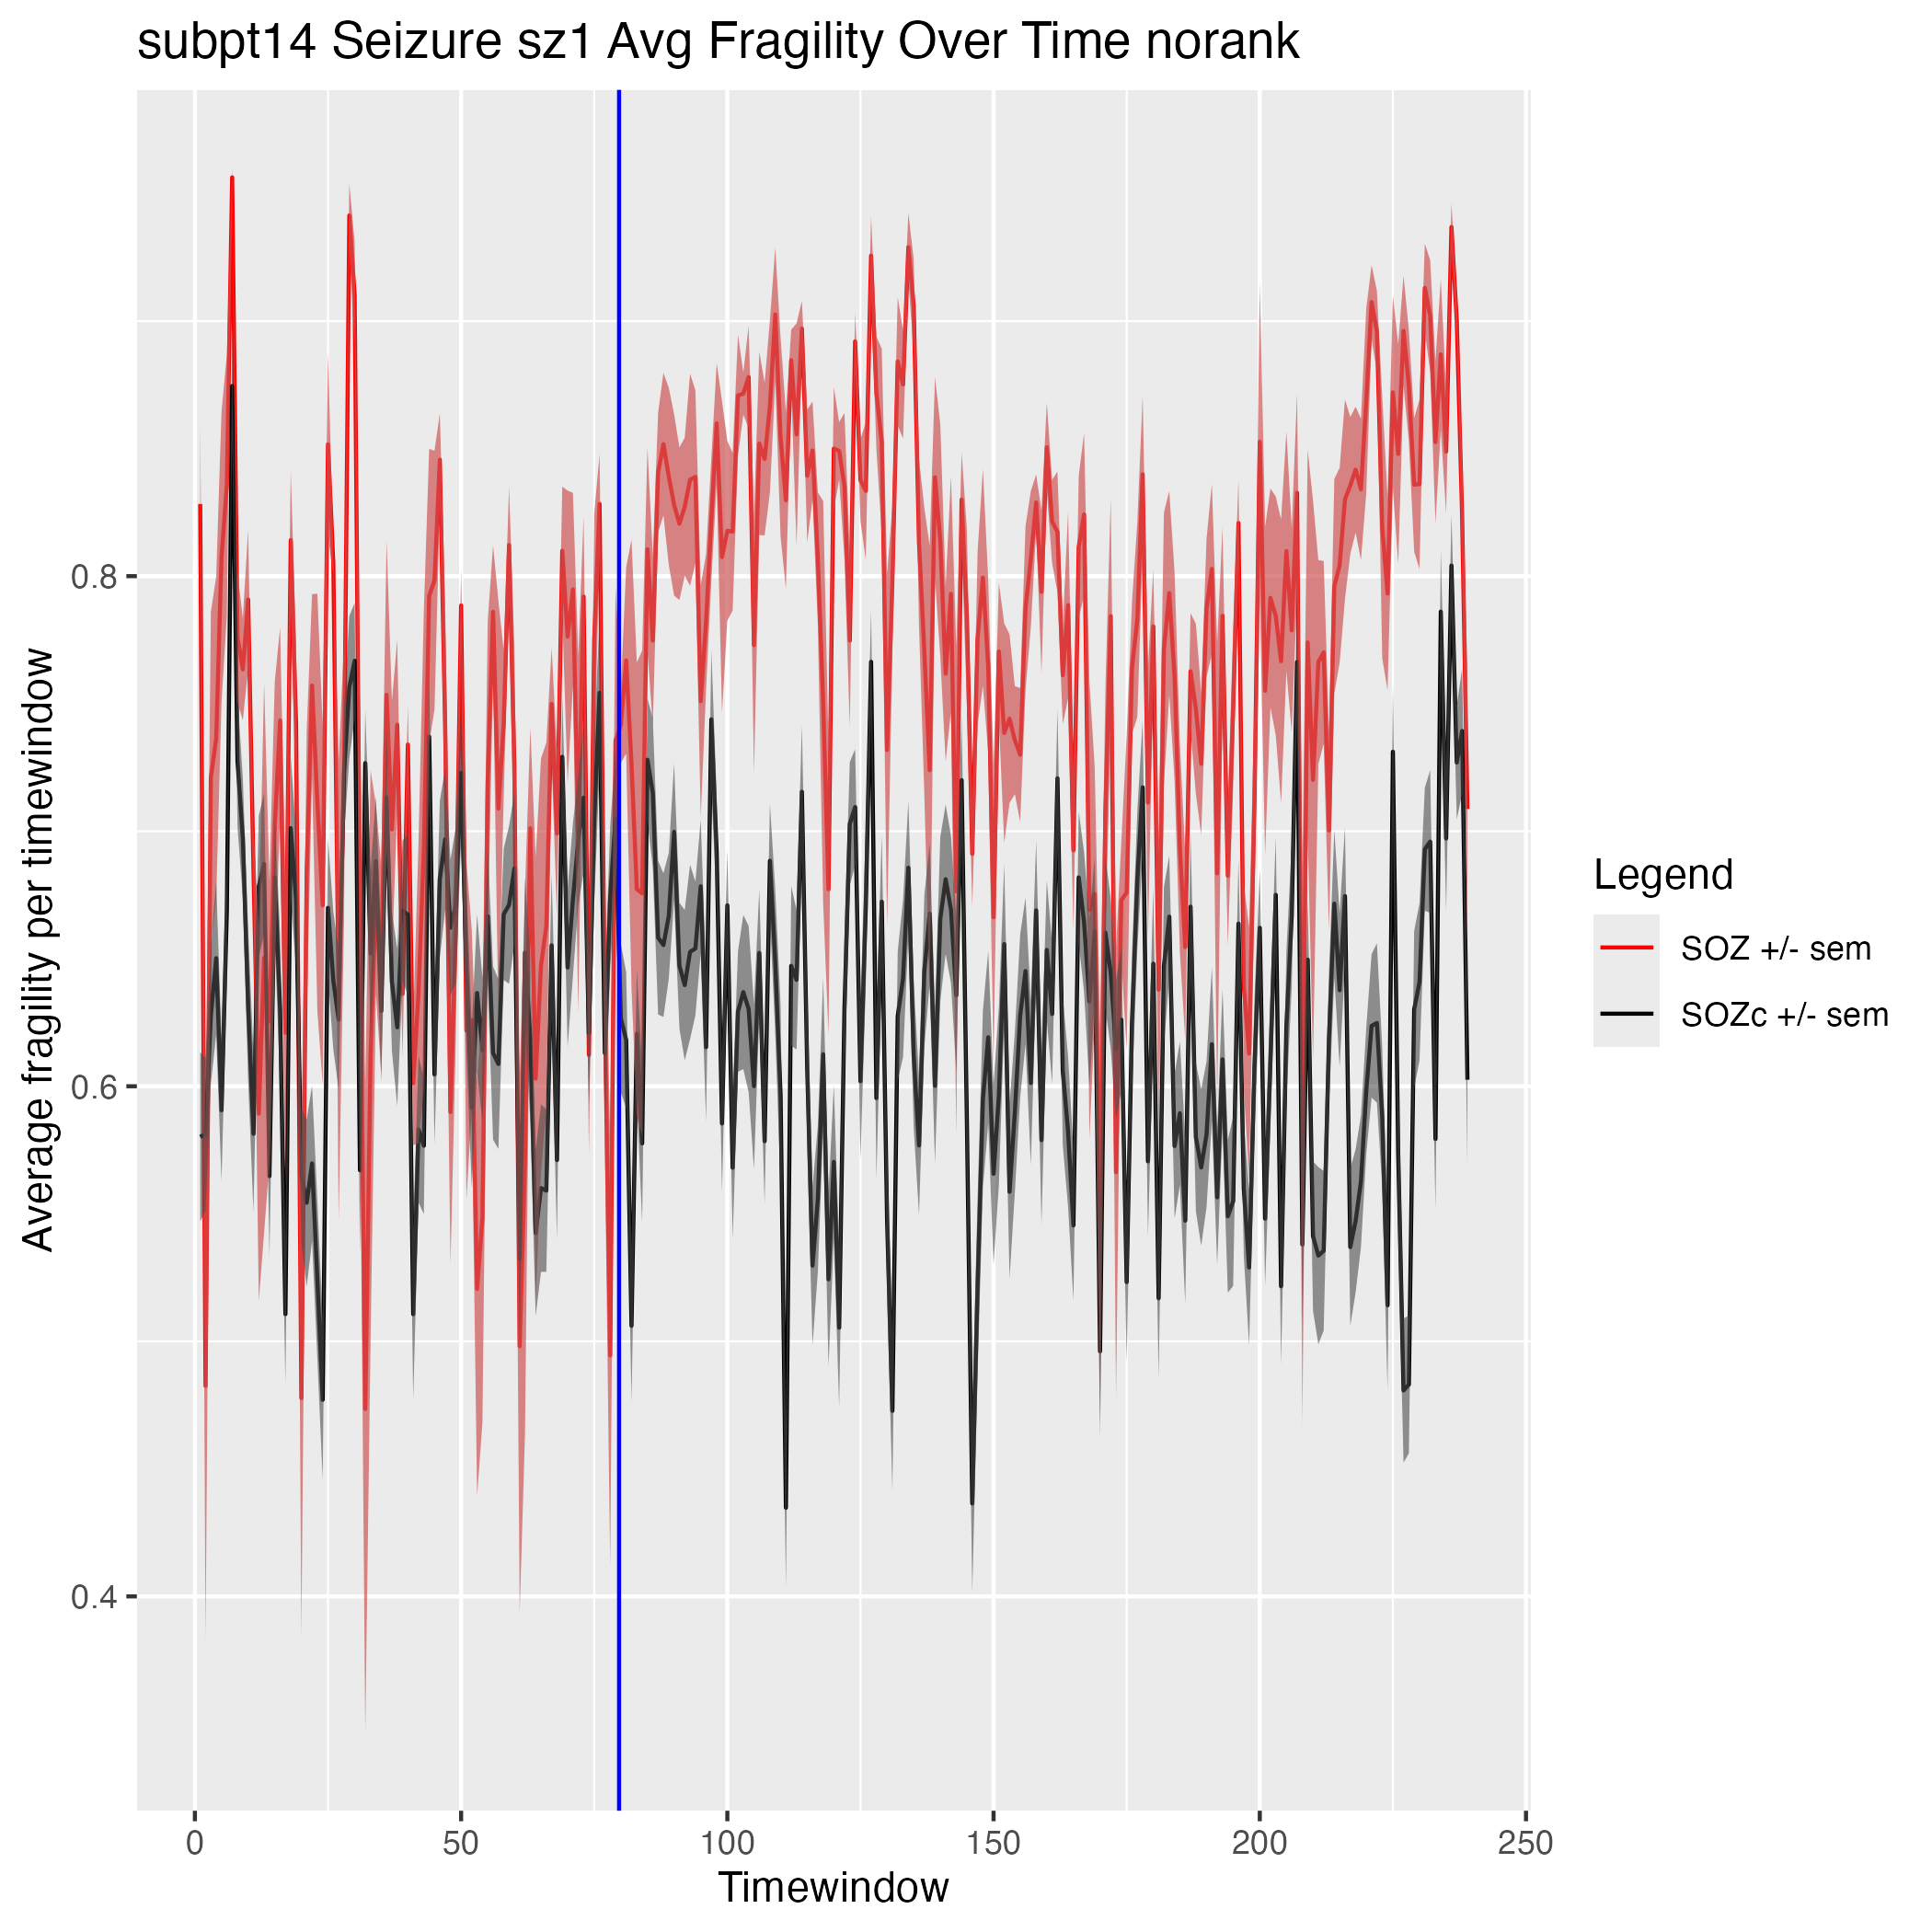 subpt14 Seizure sz1 Avg Fragility Over Time norank
Average fragility per timewindow
0.8
0.6
0.4
0
50
100
150
200
250
Timewindow
Legend
SOZ +/- sem
SOZc +/- sem